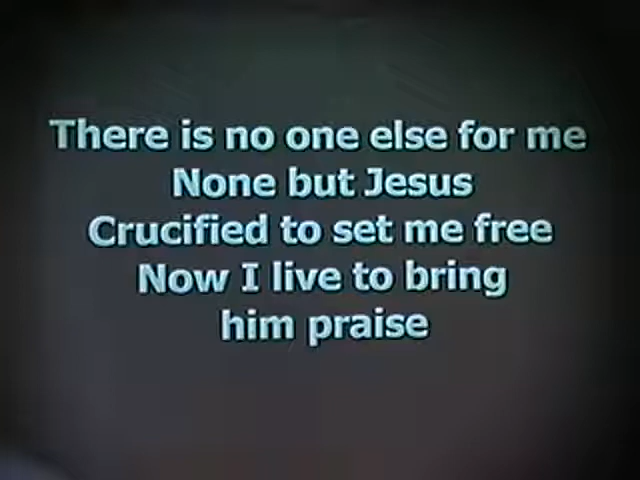 There is no one else for me
None but Jesus
Crucified to set me free
Now I live to bring
him praise